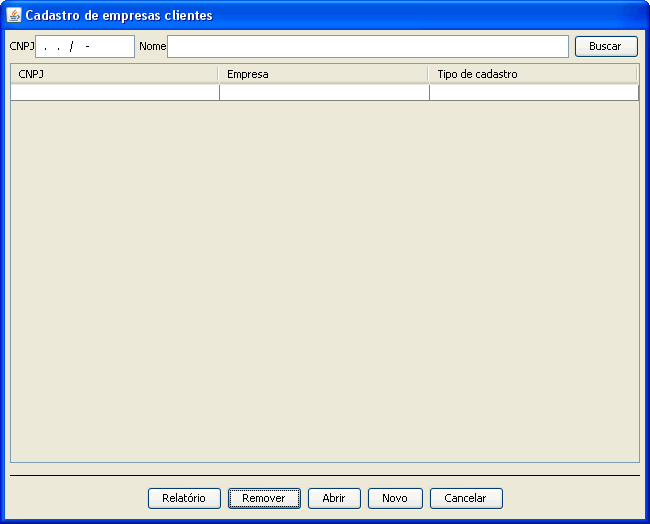 Cadastro de empresas clientes
CNPJ . . / - Nome Buscar
CNPJ Empresa Tipo de cadastro
Relatório Remover Abrir Novo Cancelar